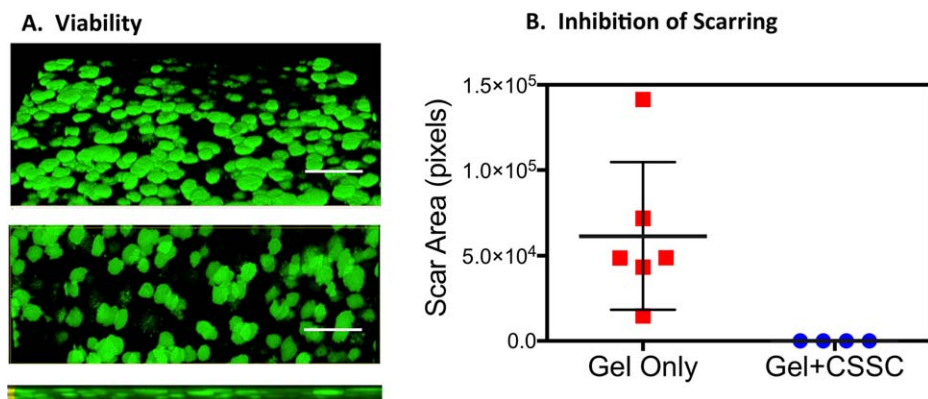 A. Viability
B. Inhibition of Scarring
Scar Area (pixels)
1.5×10⁵
1.0×10⁵
5.0×10⁴
0.0
Gel Only
Gel+CSSC